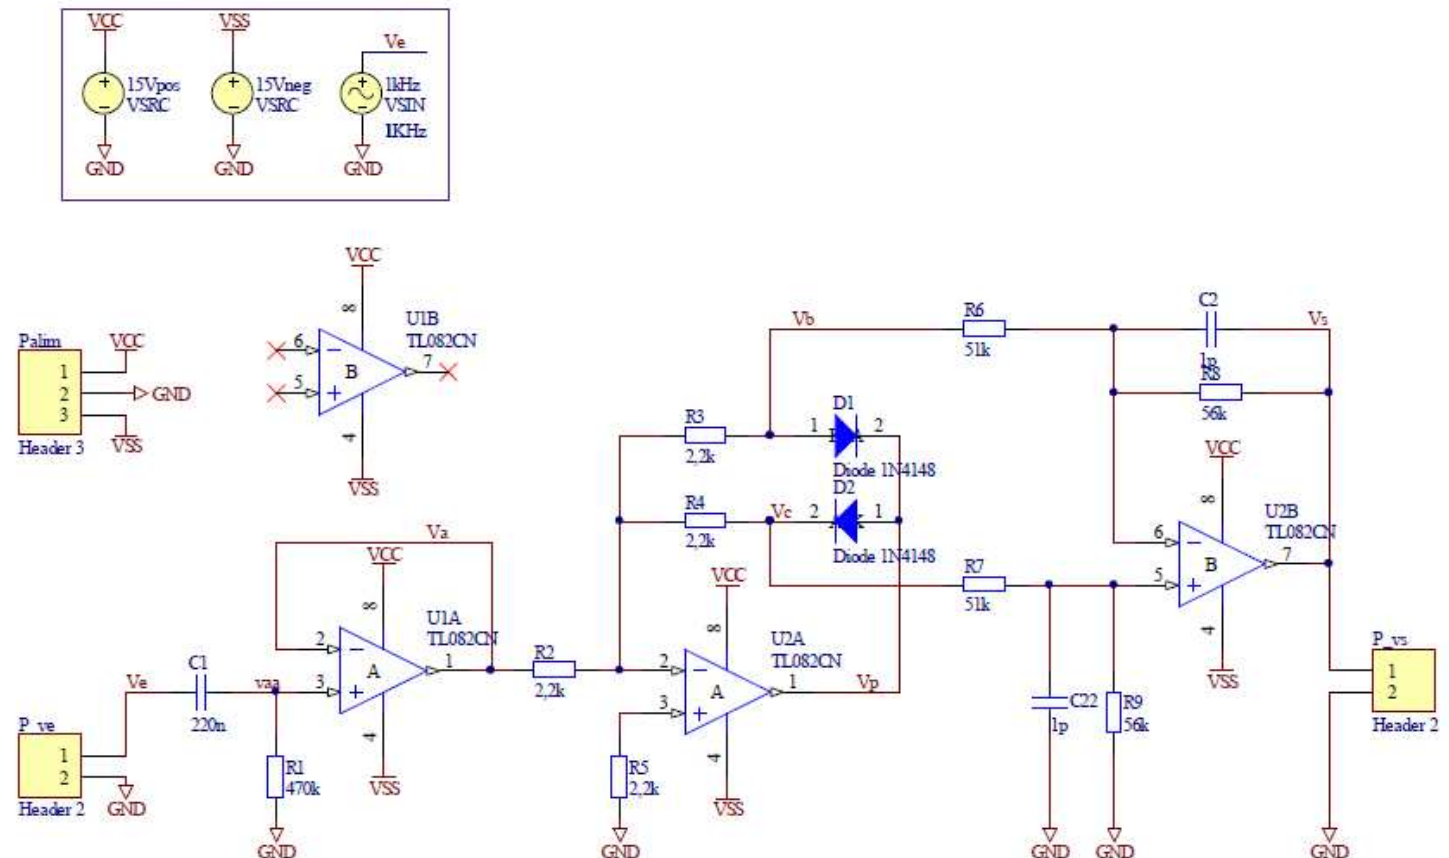 VCC
VSS
Ve
15Vpos
VSRC
15Vneg
VSRC
1kHz
VSIN
1KHz
GND
GND
GND
VCC
8
U1B
TL082CN
6
B
7
5
4
VSS
Palim
VCC
1
2
GND
3
VSS
Header 3
Vb
R6
51k
C2
1p
Vs
R8
56k
R3
2,2k
D1
1
2
Diode 1N4148
R4
2,2k
Vc
D2
2
1
Diode 1N4148
VCC
8
U2B
TL082CN
6
B
7
5
4
VSS
R7
51k
Va
VCC
8
U1A
TL082CN
2
A
1
3
4
VSS
R2
2,2k
VCC
8
U2A
TL082CN
2
A
1
3
4
VSS
Vp
Ve
C1
220n
vaa
P_ve
1
2
GND
Header 2
R1
470k
GND
R5
2,2k
GND
C22
1p
GND
R9
56k
GND
P_vs
1
2
Header 2
GND